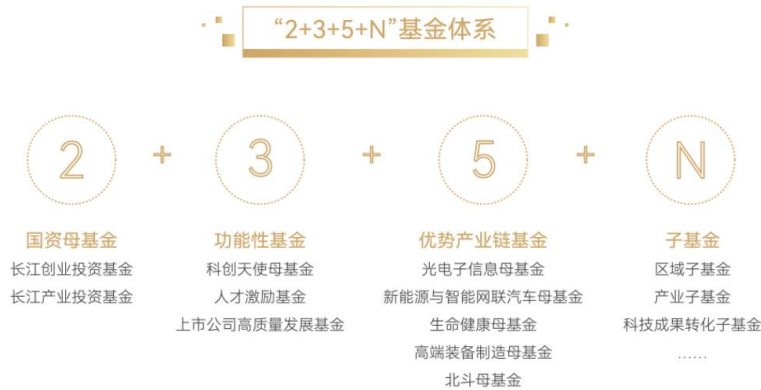 “2+3+5+N”基金体系
2
+
3
+
5
+
N
国资母基金
长江创业投资基金
长江产业投资基金
功能性基金
科创天使母基金
人才激励基金
上市公司高质量发展基金
优势产业链基金
光电子信息母基金
新能源与智能网联汽车母基金
生命健康母基金
高端装备制造母基金
北斗母基金
子基金
区域子基金
产业子基金
科技成果转化子基金
……